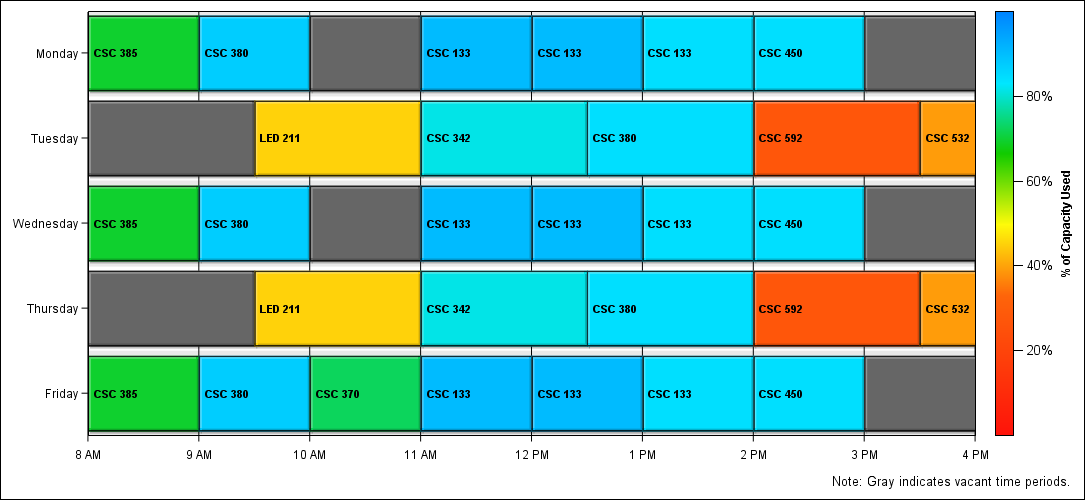 Monday CSC 385 CSC 380 CSC 133 CSC 133 CSC 133 CSC 450
Tuesday LED 211 CSC 342 CSC 380 CSC 592 CSC 532
Wednesday CSC 385 CSC 380 CSC 133 CSC 133 CSC 133 CSC 450
Thursday LED 211 CSC 342 CSC 380 CSC 592 CSC 532
Friday CSC 385 CSC 380 CSC 370 CSC 133 CSC 133 CSC 133 CSC 450
8 AM 9 AM 10 AM 11 AM 12 PM 1 PM 2 PM 3 PM 4 PM
80%
60%
40%
20%
% of Capacity Used
Note: Gray indicates vacant time periods.